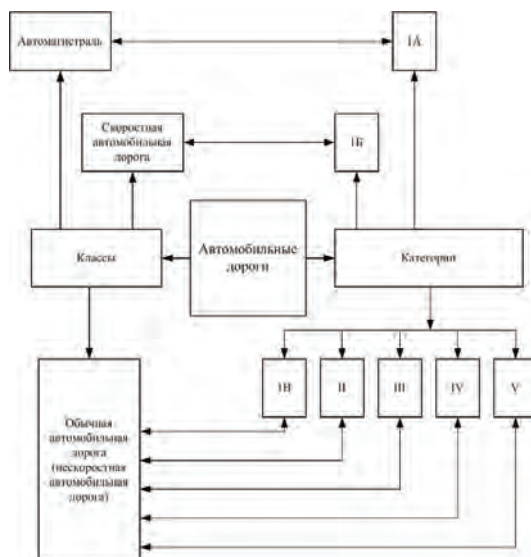 Автомагистраль
IA
Скоростная
автомобильная
дорога
IБ
Автомобильные
дороги
Классы
Категории
IВ
II
III
IV
V
Обычная
автомобильная
дорога
(нескоростная
автомобильная
дорога)